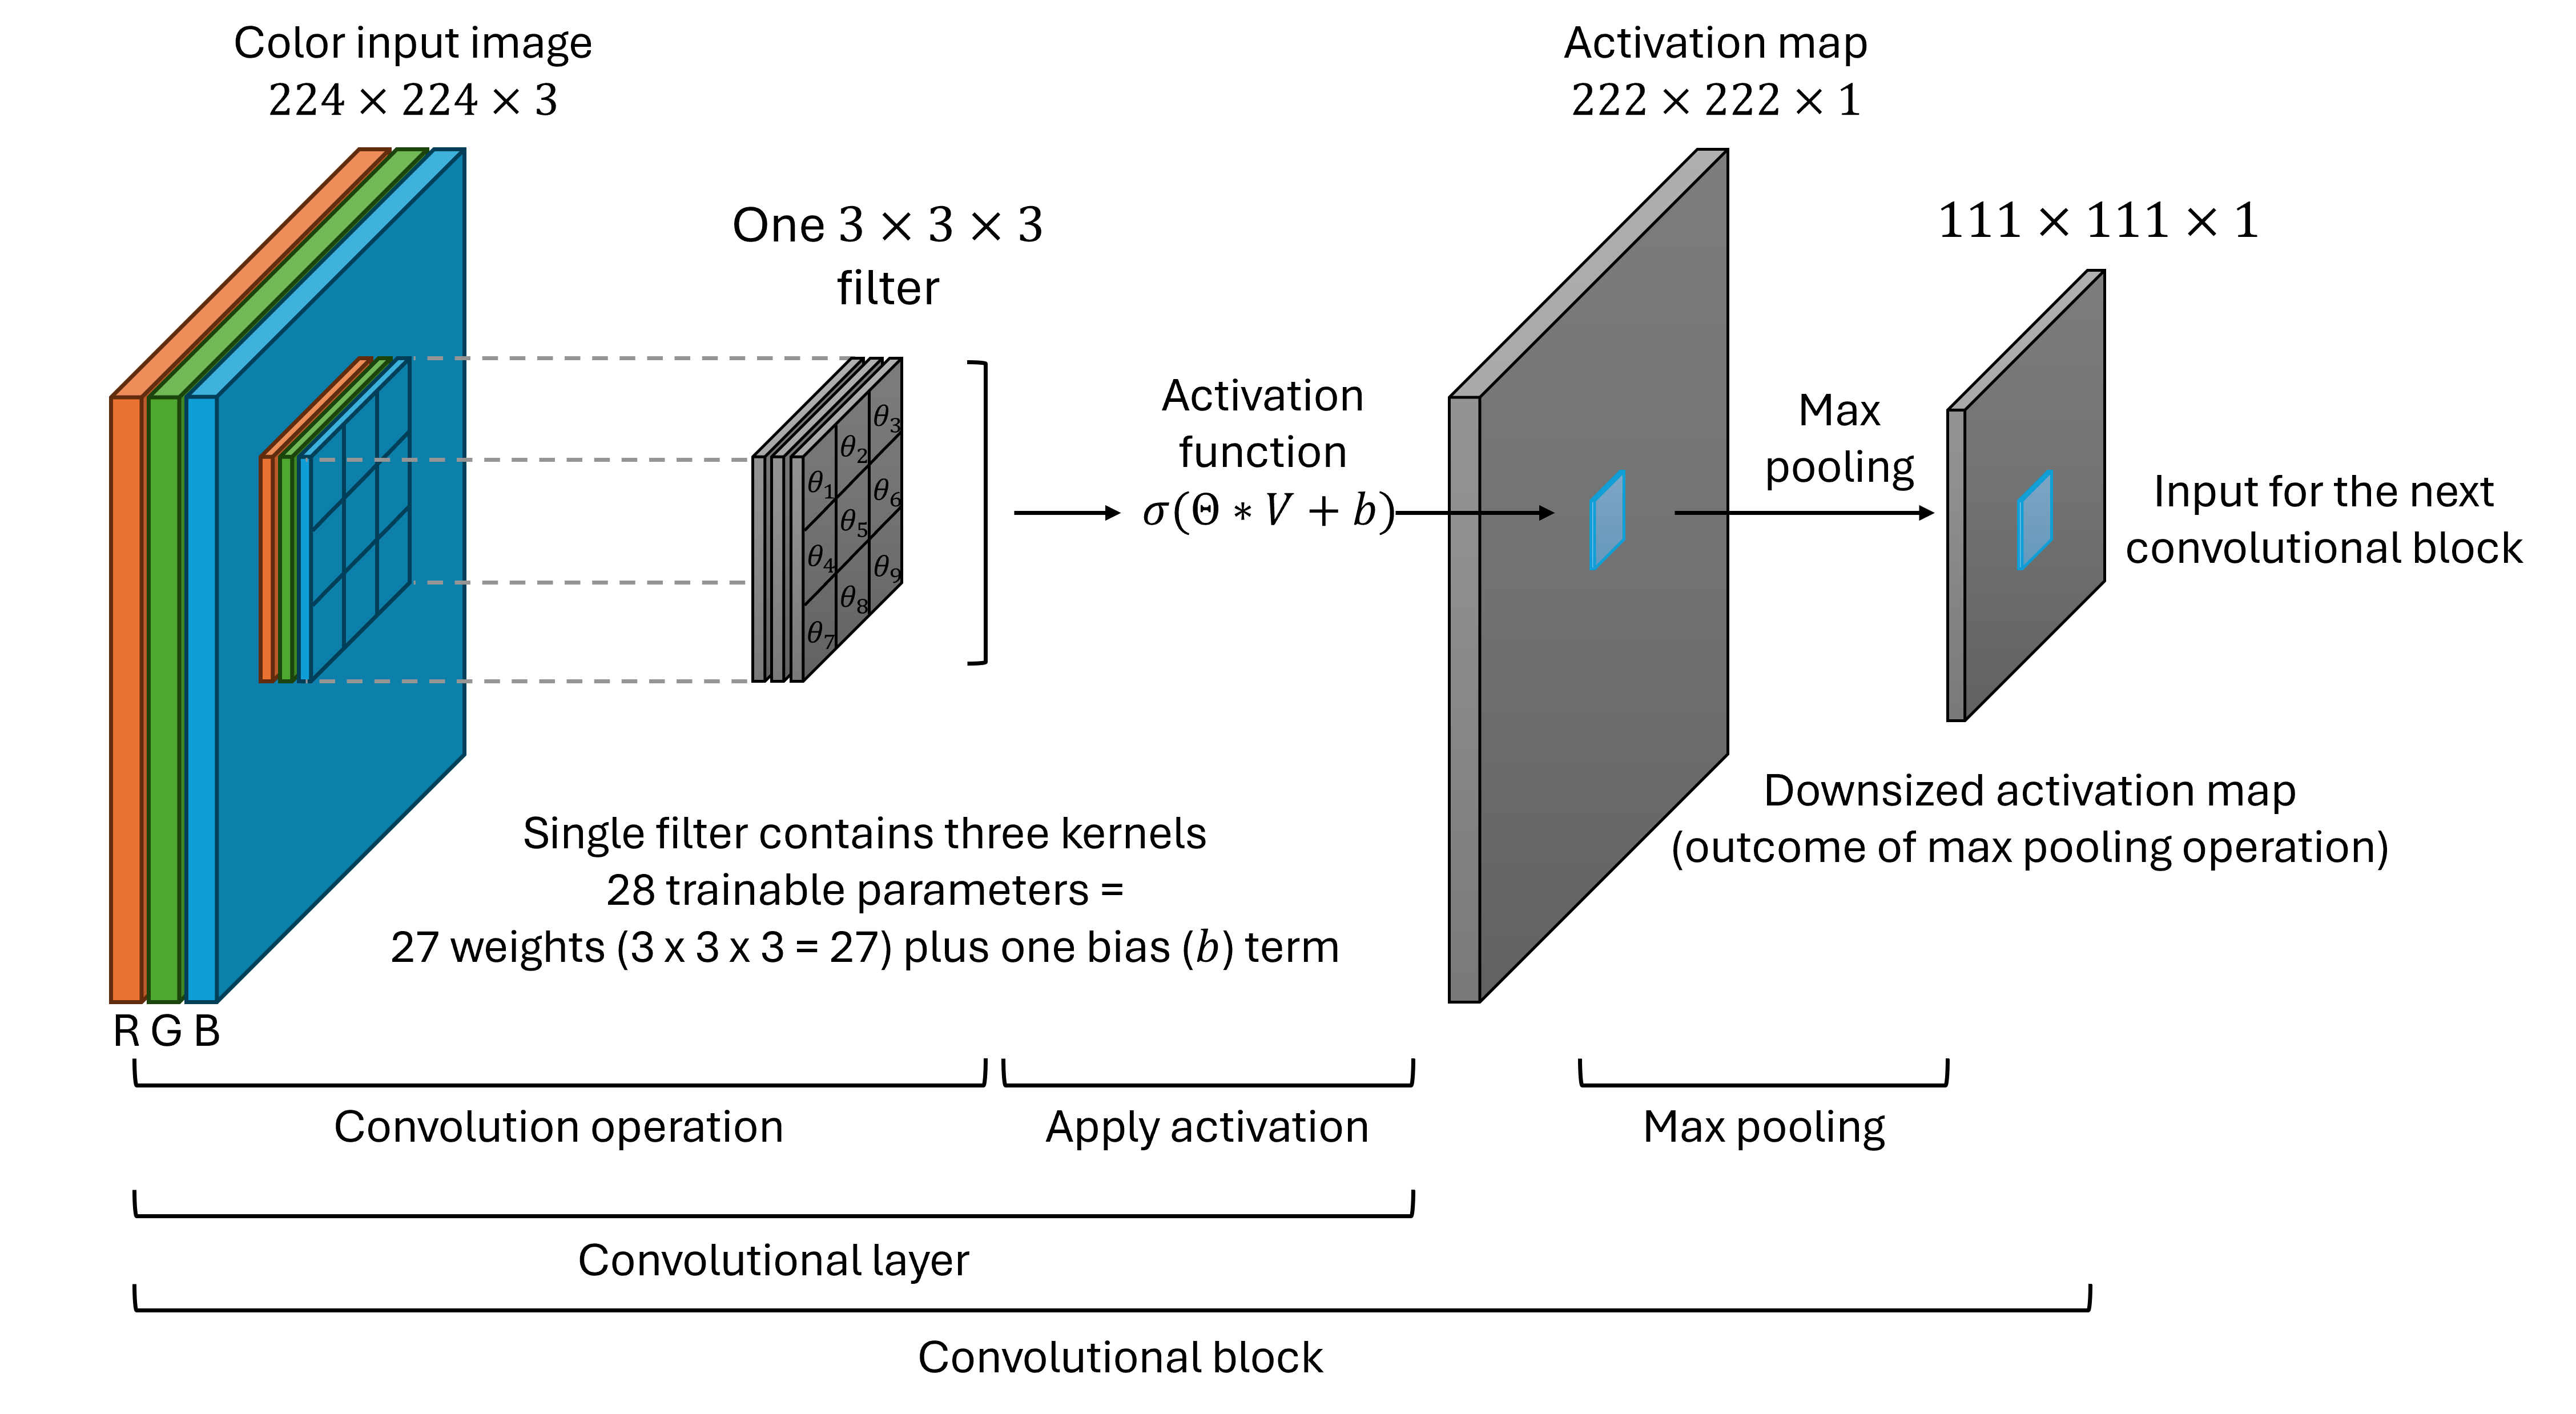 Color input image
224 × 224 × 3
One 3 × 3 × 3
filter
θ₁
θ₂
θ₃
θ₄
θ₅
θ₆
θ₇
θ₈
θ₉
Activation
function
σ(Θ ∗ V + b)
Activation map
222 × 222 × 1
Max
pooling
111 × 111 × 1
Input for the next
convolutional block
Downsized activation map
(outcome of max pooling operation)
Single filter contains three kernels
28 trainable parameters =
27 weights (3 x 3 x 3 = 27) plus one bias (b) term
R G B
Convolution operation
Apply activation
Max pooling
Convolutional layer
Convolutional block